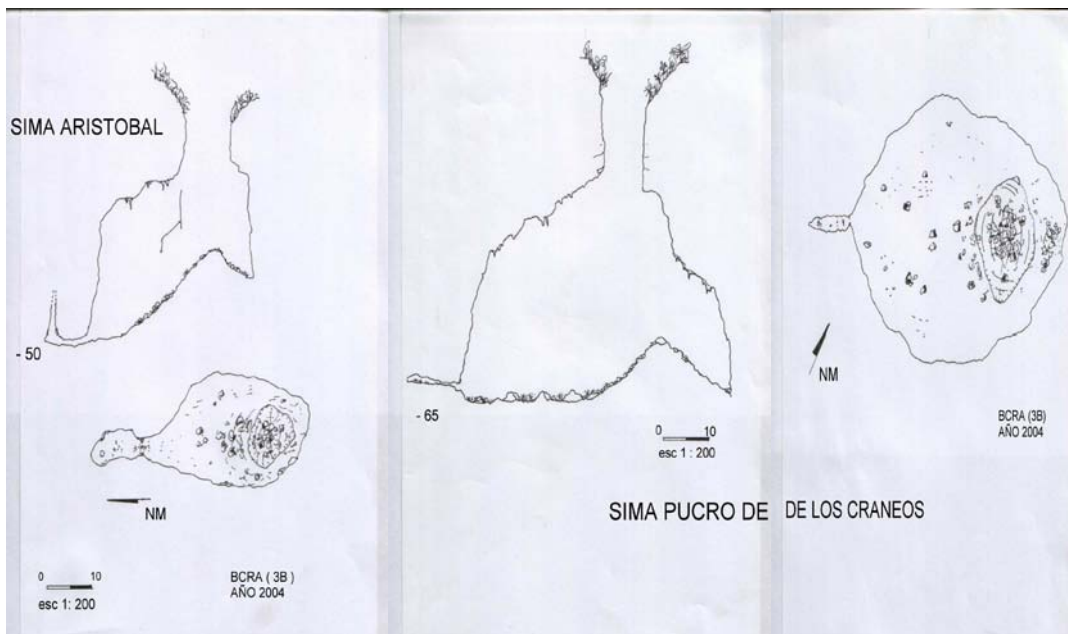 SIMA ARISTOBAL
- 50
NM
0 10
esc 1: 200
BCRA ( 3B )
AÑO 2004
- 65
0 10
esc 1 : 200
SIMA PUCRO DE DE LOS CRANEOS
NM
BCRA (3B)
AÑO 2004